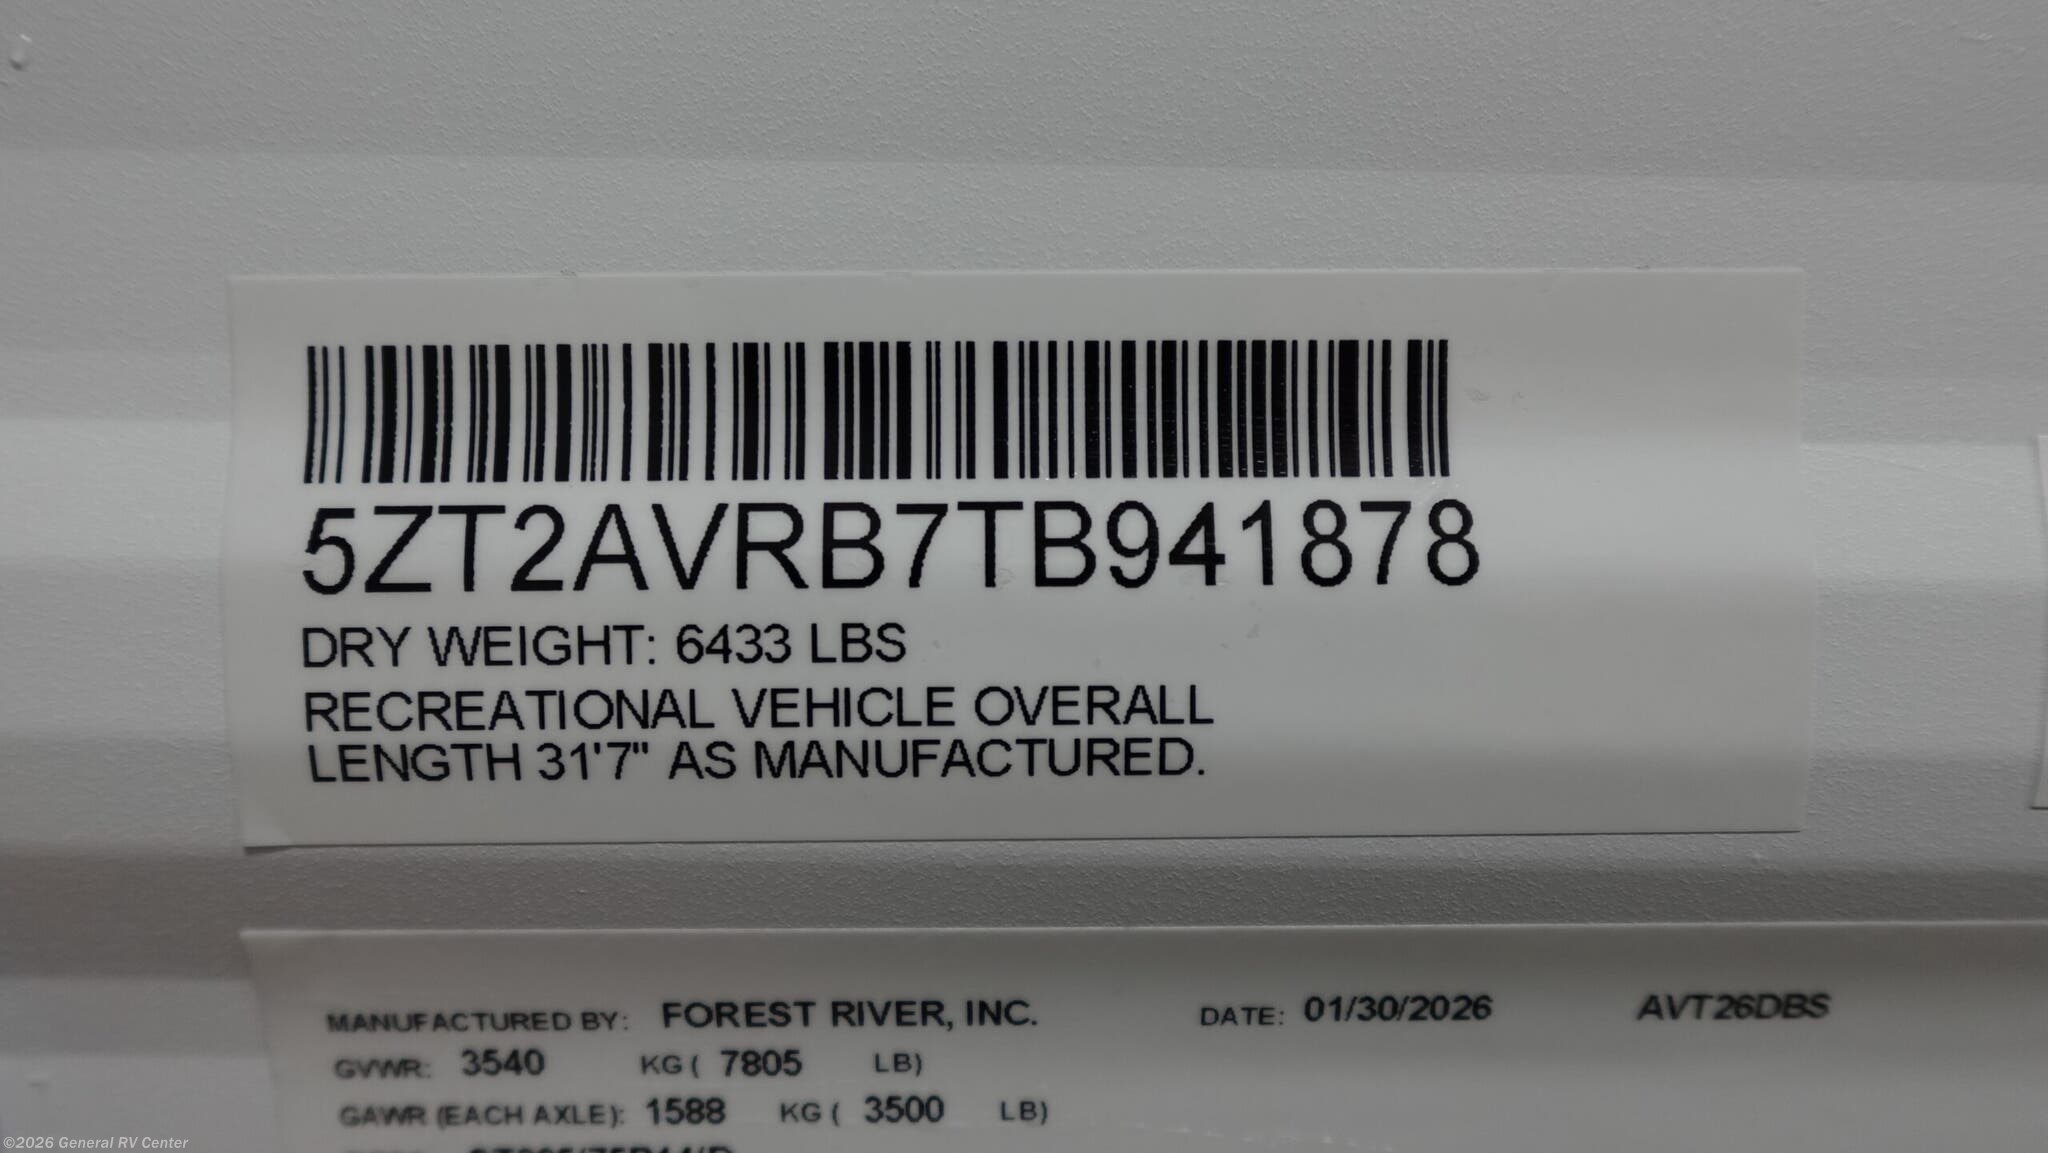 5ZT2AVRB7TB941878
DRY WEIGHT: 6433 LBS
RECREATIONAL VEHICLE OVERALL
LENGTH 31'7" AS MANUFACTURED.
MANUFACTURED BY: FOREST RIVER, INC. DATE: 01/30/2026 AVT26DBS
GVWR: 3540 KG ( 7805 LB)
GAWR (EACH AXLE): 1588 KG ( 3500 LB)
©2026 General RV Center